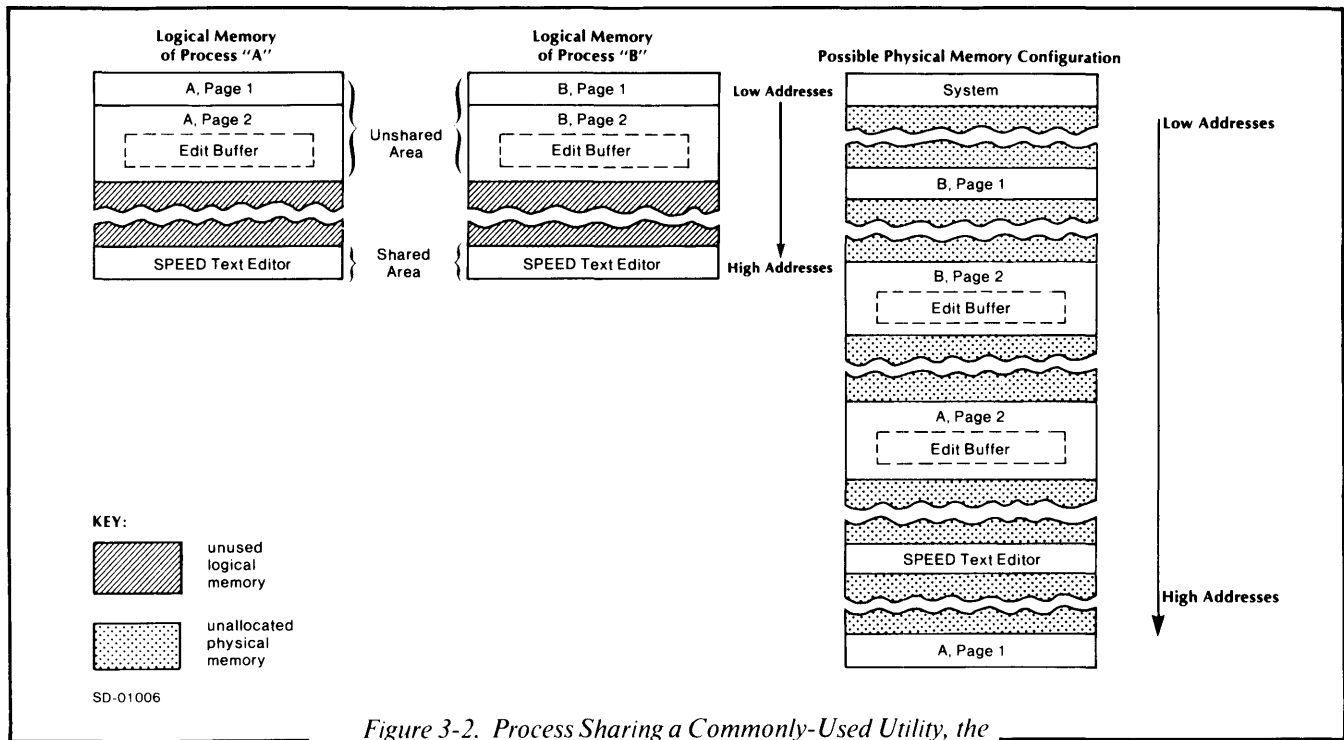 Logical Memory
of Process "A"
A, Page 1
A, Page 2
Edit Buffer
SPEED Text Editor
Unshared
Area
Shared
Area
Logical Memory
of Process "B"
B, Page 1
B, Page 2
Edit Buffer
SPEED Text Editor
Low Addresses
High Addresses
Possible Physical Memory Configuration
System
B, Page 1
B, Page 2
Edit Buffer
A, Page 2
Edit Buffer
SPEED Text Editor
A, Page 1
Low Addresses
High Addresses
KEY:
unused
logical
memory
unallocated
physical
memory
SD-01006
Figure 3-2. Process Sharing a Commonly-Used Utility, the